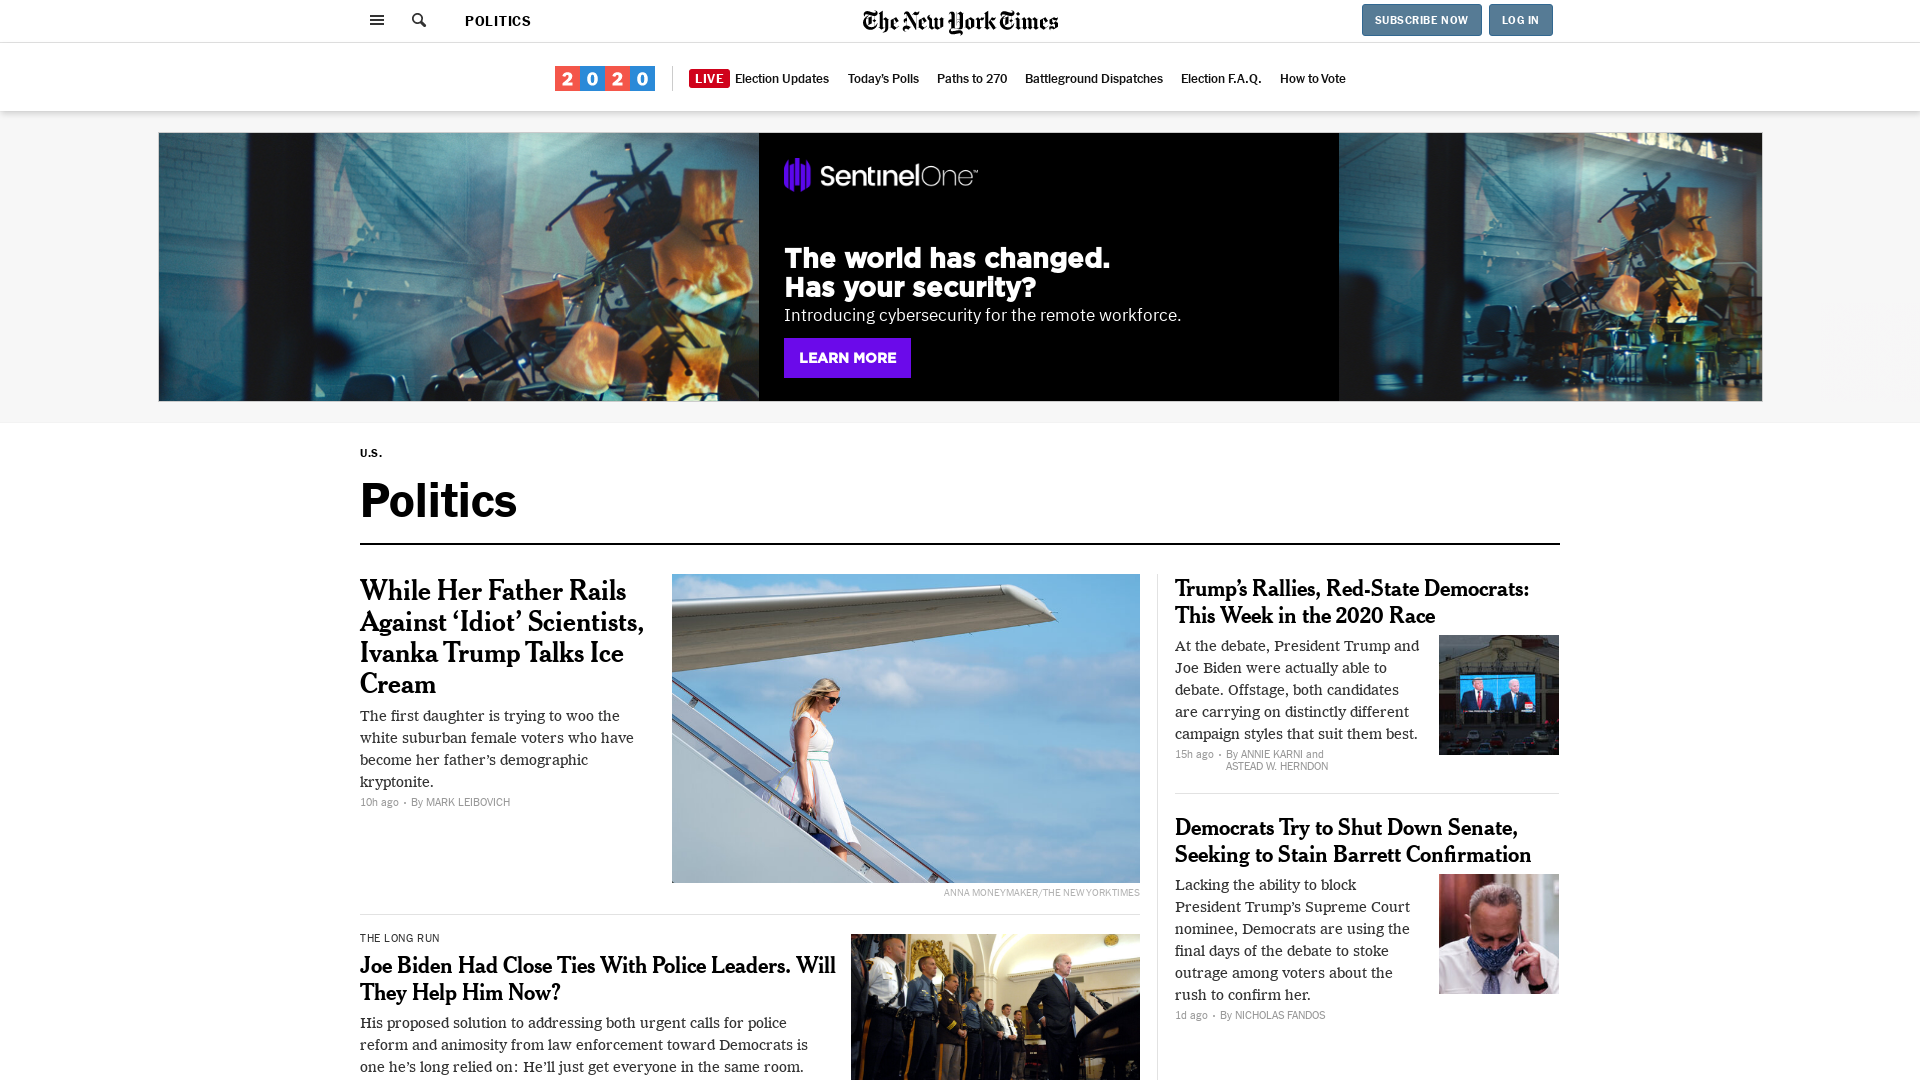 POLITICS
The New York Times
SUBSCRIBE NOW
LOG IN
2020
LIVE Election Updates
Today's Polls
Paths to 270
Battleground Dispatches
Election F.A.Q.
How to Vote
SentinelOne™
The world has changed.
Has your security?
Introducing cybersecurity for the remote workforce.
LEARN MORE
U.S.
Politics
While Her Father Rails
Against ‘Idiot’ Scientists,
Ivanka Trump Talks Ice
Cream
The first daughter is trying to woo the
white suburban female voters who have
become her father’s demographic
kryptonite.
10h ago · By MARK LEIBOVICH
ANNA MONEYMAKER/THE NEW YORK TIMES
THE LONG RUN
Joe Biden Had Close Ties With Police Leaders. Will
They Help Him Now?
His proposed solution to addressing both urgent calls for police
reform and animosity from law enforcement toward Democrats is
one he’s long relied on: He’ll just get everyone in the same room.
Trump’s Rallies, Red-State Democrats:
This Week in the 2020 Race
At the debate, President Trump and
Joe Biden were actually able to
debate. Offstage, both candidates
are carrying on distinctly different
campaign styles that suit them best.
15h ago · By ANNIE KARNI and
ASTEAD W. HERNDON
Democrats Try to Shut Down Senate,
Seeking to Stain Barrett Confirmation
Lacking the ability to block
President Trump’s Supreme Court
nominee, Democrats are using the
final days of the debate to stoke
outrage among voters about the
rush to confirm her.
1d ago · By NICHOLAS FANDOS